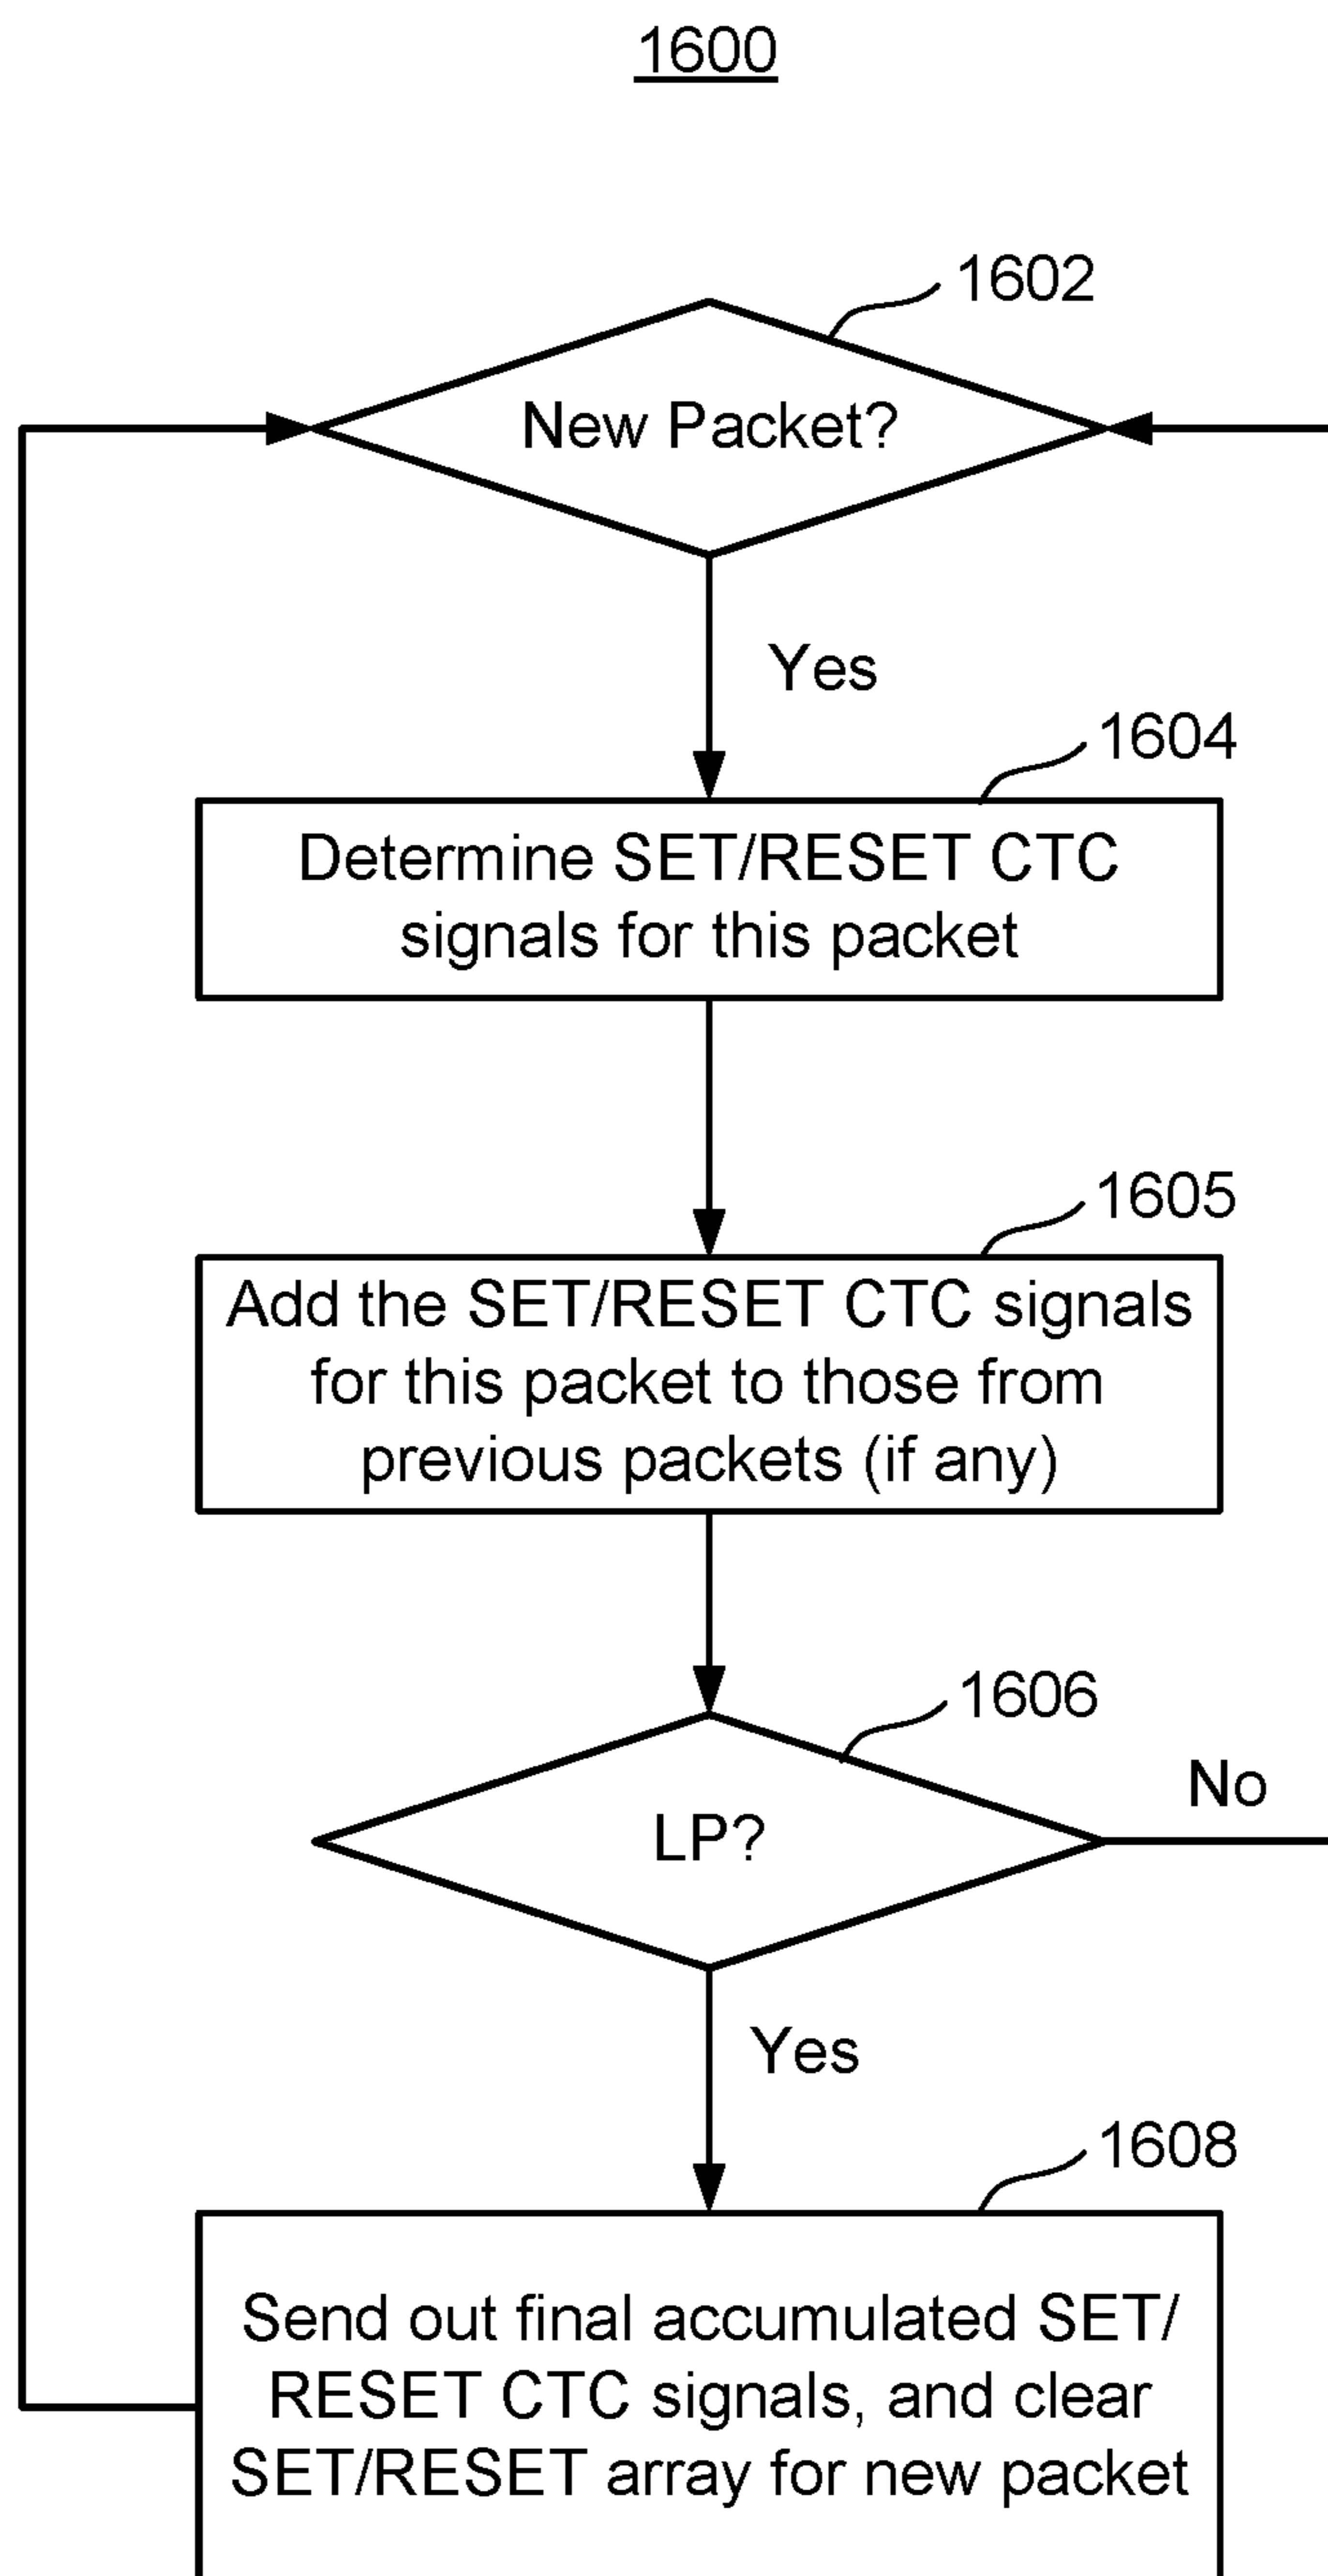 1600
1602
New Packet?
Yes
1604
Determine SET/RESET CTC
signals for this packet
1605
Add the SET/RESET CTC signals
for this packet to those from
previous packets (if any)
1606
LP?
No
Yes
1608
Send out final accumulated SET/
RESET CTC signals, and clear
SET/RESET array for new packet